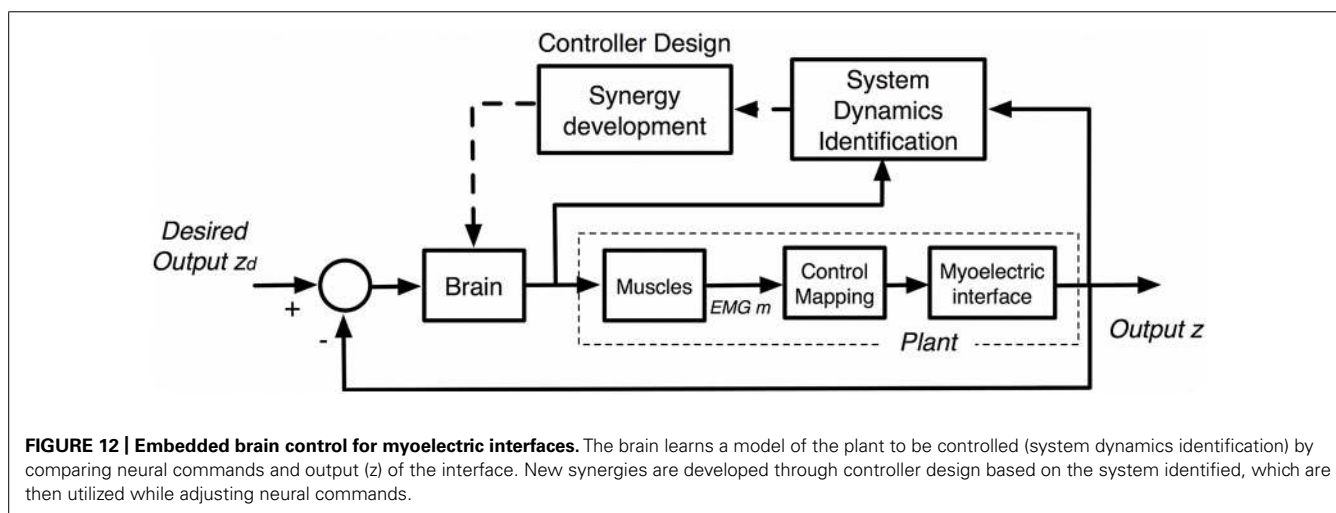 Controller Design
Synergy
development
System
Dynamics
Identification
Desired
Output zd
+
-
Brain
Muscles
EMG m
Control
Mapping
Myoelectric
interface
Plant
Output z
FIGURE 12 | Embedded brain control for myoelectric interfaces. The brain learns a model of the plant to be controlled (system dynamics identification) by
comparing neural commands and output (z) of the interface. New synergies are developed through controller design based on the system identified, which are
then utilized while adjusting neural commands.